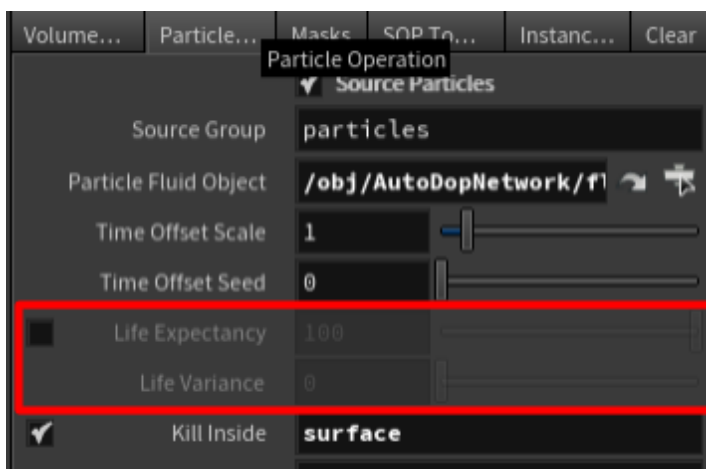 Volume... Particle... Masks SOP To... Instanc... Clear
Particle Operation
Source Particles
Source Group particles
Particle Fluid Object /obj/AutoDopNetwork/fl
Time Offset Scale 1
Time Offset Seed 0
Life Expectancy 100
Life Variance 0
Kill Inside surface